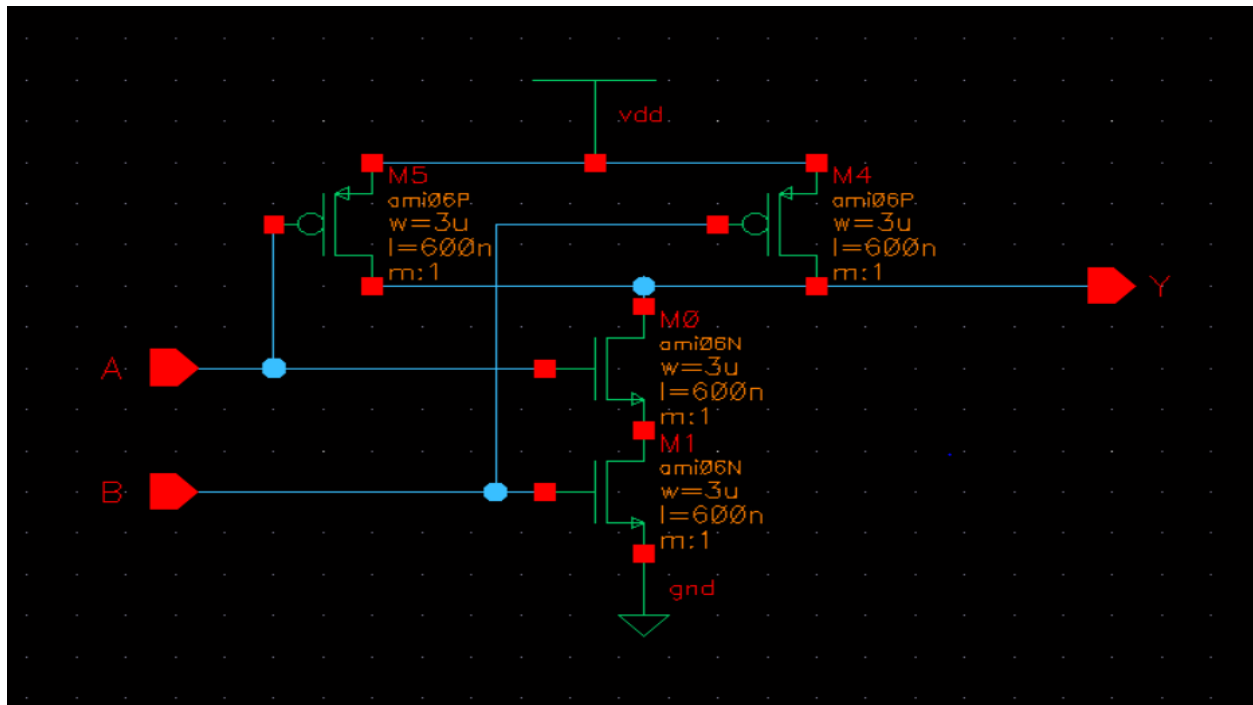 vdd
M5
ami06P
w=3u
l=600n
m:1
M4
ami06P
w=3u
l=600n
m:1
Y
M0
ami06N
w=3u
l=600n
m:1
A
M1
ami06N
w=3u
l=600n
m:1
B
gnd